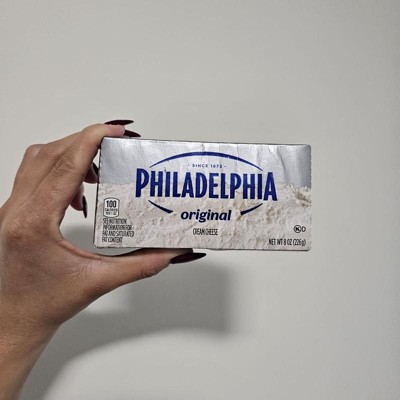 - SINCE 1872 -
PHILADELPHIA
original
CREAM CHEESE
100
SEE NUTRITION
INFORMATION FOR
FAT AND SATURATED
FAT CONTENT
K D
NET WT 8 OZ (226g)